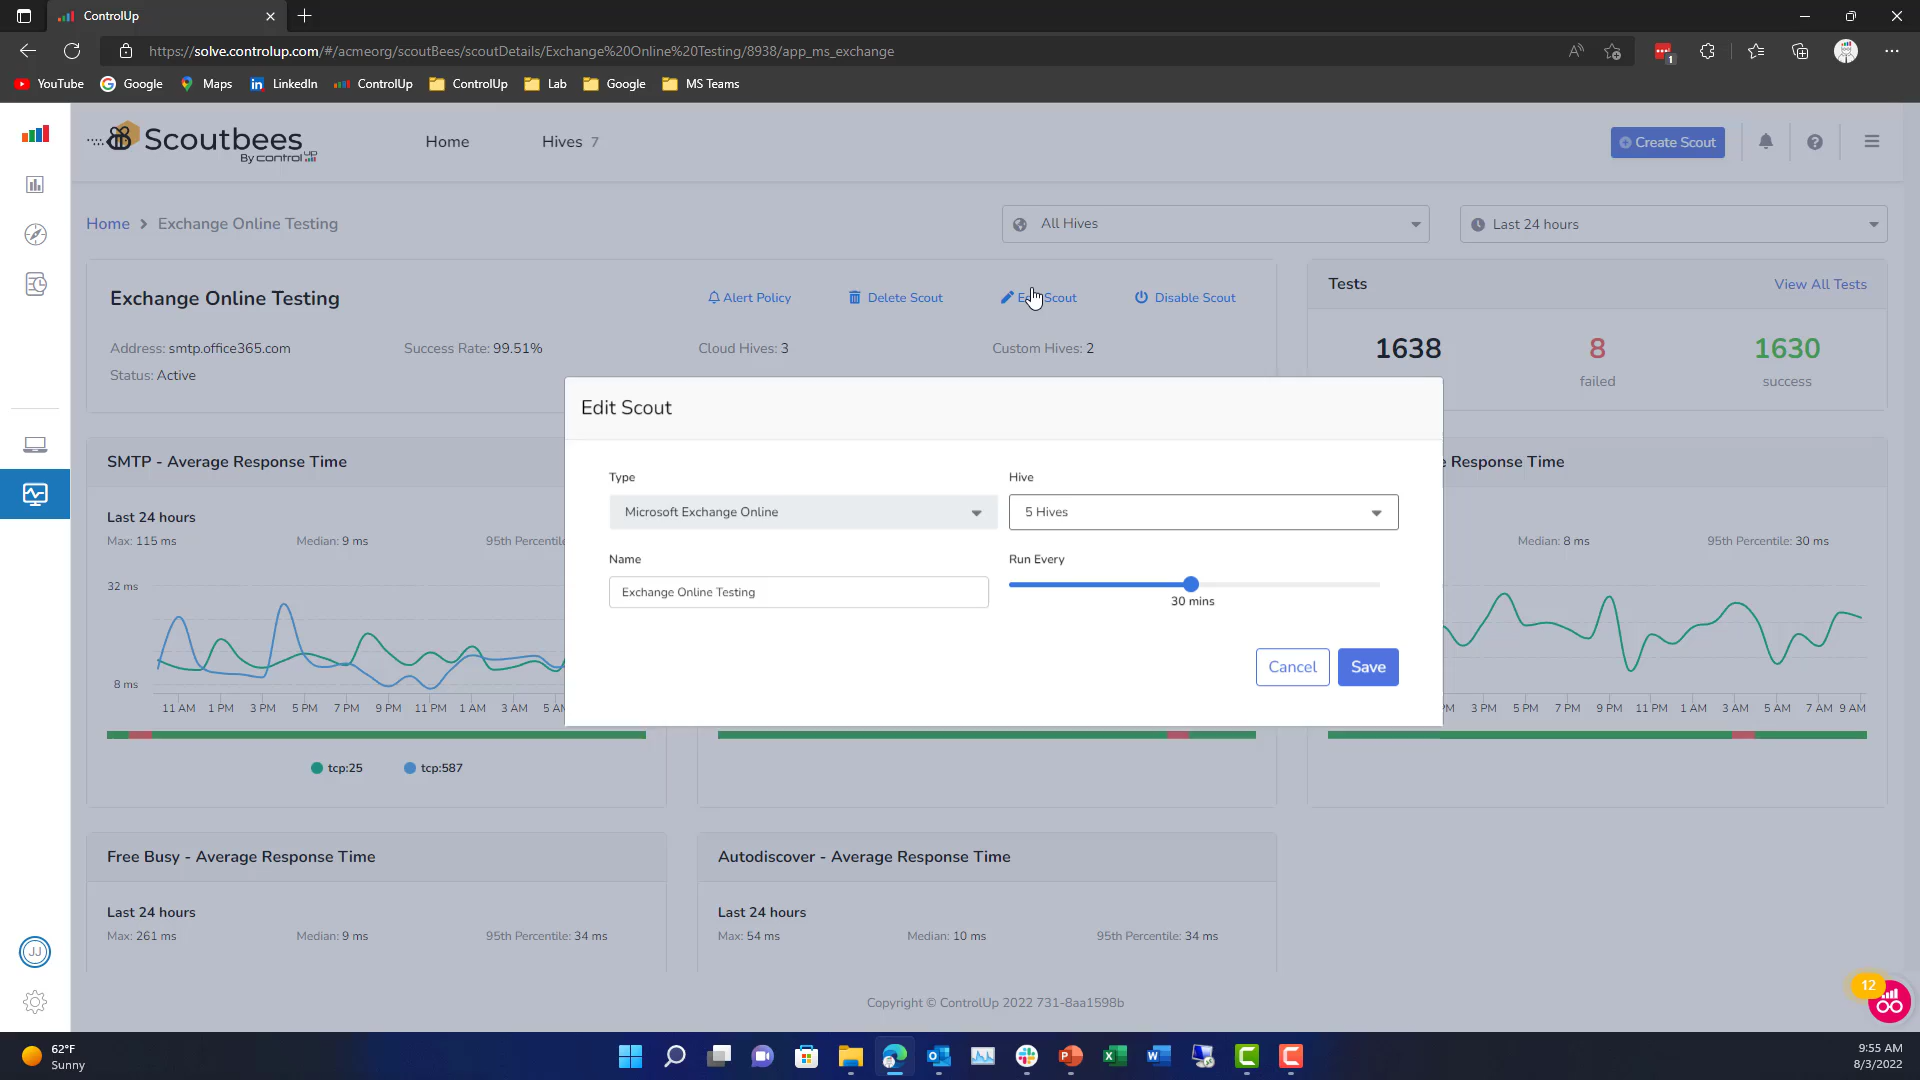 ControlUp
https://solve.controlup.com/#/acmeorg/scoutBees/scoutDetails/Exchange%20Online%20Testing/8938/app_ms_exchange
1
YouTube Google Maps LinkedIn ControlUp ControlUp Lab Google MS Teams
Scoutbees
By controlup
Home Hives 7
Create Scout
Home > Exchange Online Testing
All Hives
Last 24 hours
Exchange Online Testing
Alert Policy Delete Scout Scout Disable Scout
Address: smtp.office365.com Success Rate: 99.51% Cloud Hives: 3 Custom Hives: 2
Status: Active
Tests View All Tests
1638 8 1630
failed success
Edit Scout
Type Hive
Microsoft Exchange Online 5 Hives
Name Run Every
Exchange Online Testing
30 mins
Cancel Save
SMTP - Average Response Time
Last 24 hours
Max: 115 ms Median: 9 ms 95th
32 ms
8 ms
11 AM 1 PM 3 PM 5 PM 7 PM 9 PM 11 PM 1 AM 3 AM
tcp:25 tcp:587
Response Time
Median: 8 ms 95th Percentile: 30 ms
3 PM 5 PM 7 PM 9 PM 11 PM 1 AM 3 AM 5 AM 7 AM 9 AM
Free Busy - Average Response Time
Last 24 hours
Max: 261 ms Median: 9 ms 95th Percentile: 34 ms
Autodiscover - Average Response Time
Last 24 hours
Max: 54 ms Median: 10 ms 95th Percentile: 34 ms
JJ
Copyright © ControlUp 2022 731-8aa1598b
12
62°F
Sunny
9:55 AM
8/3/2022